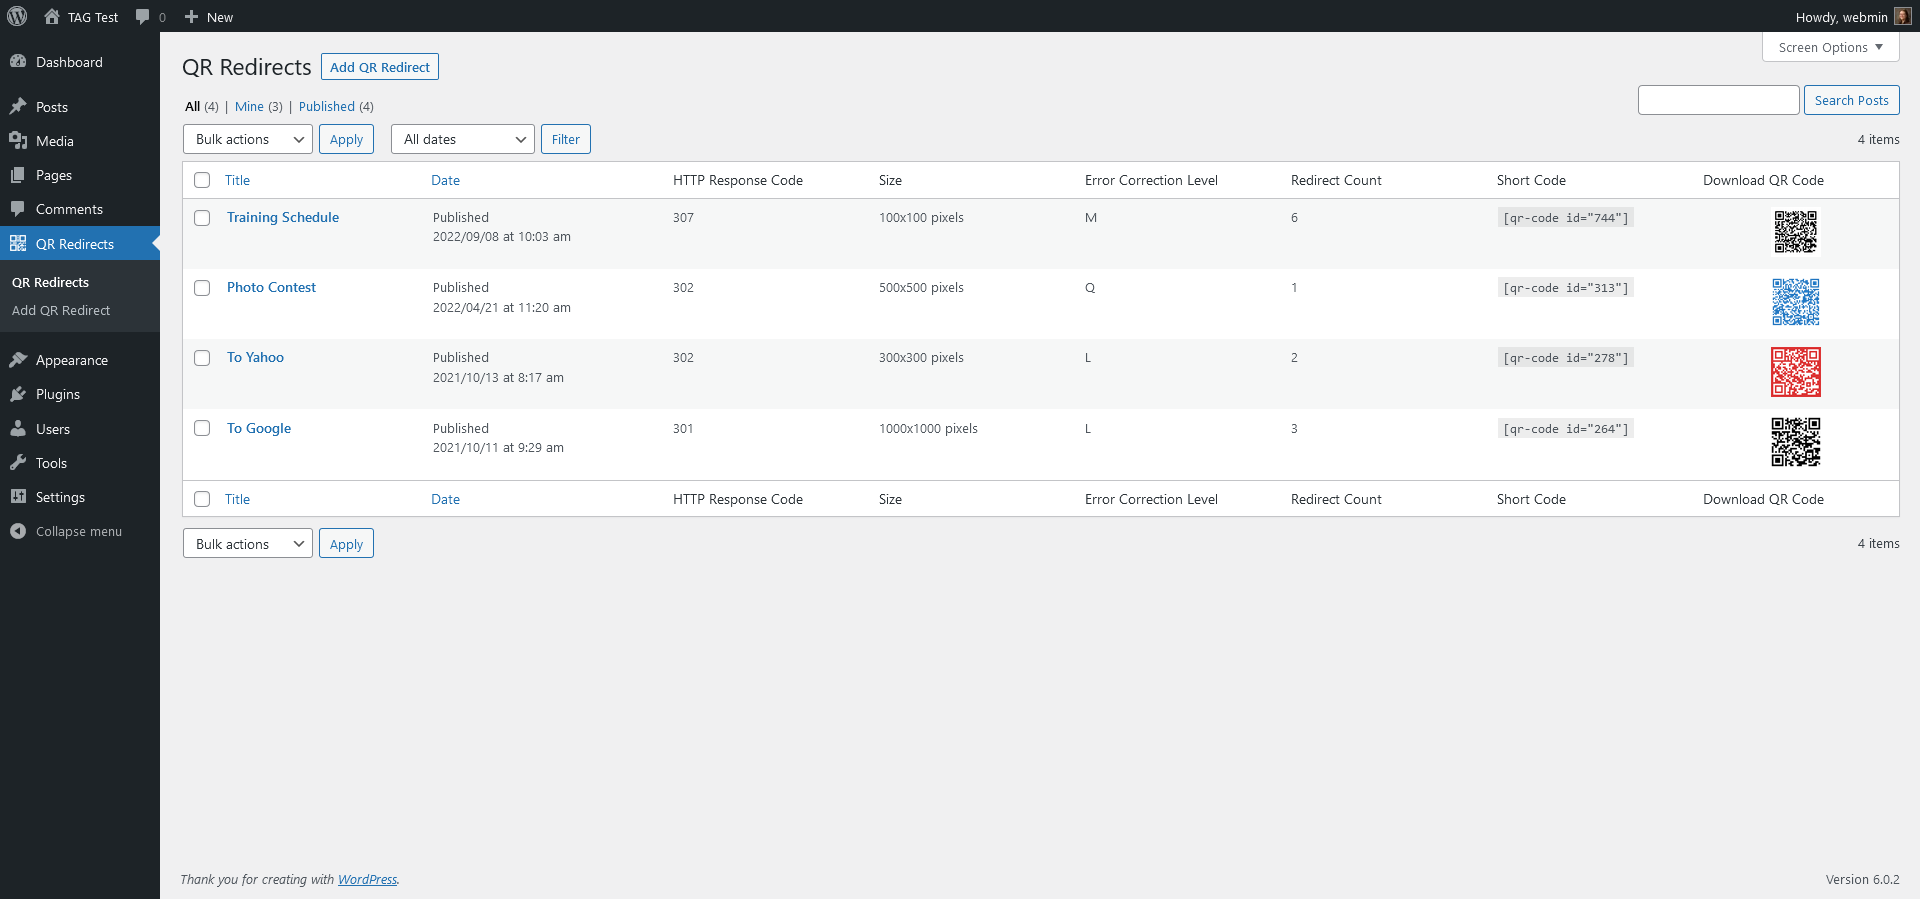 TAG Test 0 New Howdy, webmin
Screen Options
Dashboard
Posts
Media
Pages
Comments
QR Redirects
QR Redirects
Add QR Redirect
Appearance
Plugins
Users
Tools
Settings
Collapse menu
QR Redirects Add QR Redirect
All (4) | Mine (3) | Published (4)
Search Posts
Bulk actions Apply All dates Filter 4 items
Title Date HTTP Response Code Size Error Correction Level Redirect Count Short Code Download QR Code
Training Schedule Published 307 100x100 pixels M 6 [qr-code id="744"]
2022/09/08 at 10:03 am
Photo Contest Published 302 500x500 pixels Q 1 [qr-code id="313"]
2022/04/21 at 11:20 am
To Yahoo Published 302 300x300 pixels L 2 [qr-code id="278"]
2021/10/13 at 8:17 am
To Google Published 301 1000x1000 pixels L 3 [qr-code id="264"]
2021/10/11 at 9:29 am
Title Date HTTP Response Code Size Error Correction Level Redirect Count Short Code Download QR Code
Bulk actions Apply 4 items
Thank you for creating with WordPress. Version 6.0.2